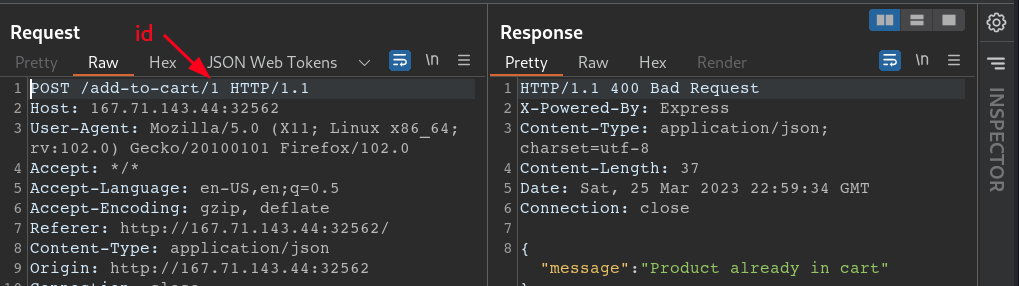 Request
id
Pretty Raw Hex JSON Web Tokens \n
1 POST /add-to-cart/1 HTTP/1.1
2 Host: 167.71.143.44:32562
3 User-Agent: Mozilla/5.0 (X11; Linux x86_64;
rv:102.0) Gecko/20100101 Firefox/102.0
4 Accept: */*
5 Accept-Language: en-US,en;q=0.5
6 Accept-Encoding: gzip, deflate
7 Referer: http://167.71.143.44:32562/
8 Content-Type: application/json
9 Origin: http://167.71.143.44:32562
10 Connection: close
Response
Pretty Raw Hex Render \n
1 HTTP/1.1 400 Bad Request
2 X-Powered-By: Express
3 Content-Type: application/json;
charset=utf-8
4 Content-Length: 37
5 Date: Sat, 25 Mar 2023 22:59:34 GMT
6 Connection: close
7
8 {
"message":"Product already in cart"
}
INSPECTOR